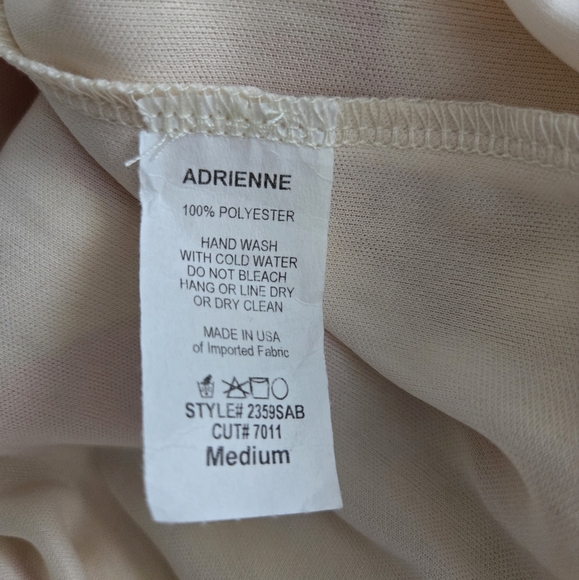 ADRIENNE
100% POLYESTER
HAND WASH
WITH COLD WATER
DO NOT BLEACH
HANG OR LINE DRY
OR DRY CLEAN
MADE IN USA
of Imported Fabric
STYLE# 2359SAB
CUT# 7011
Medium